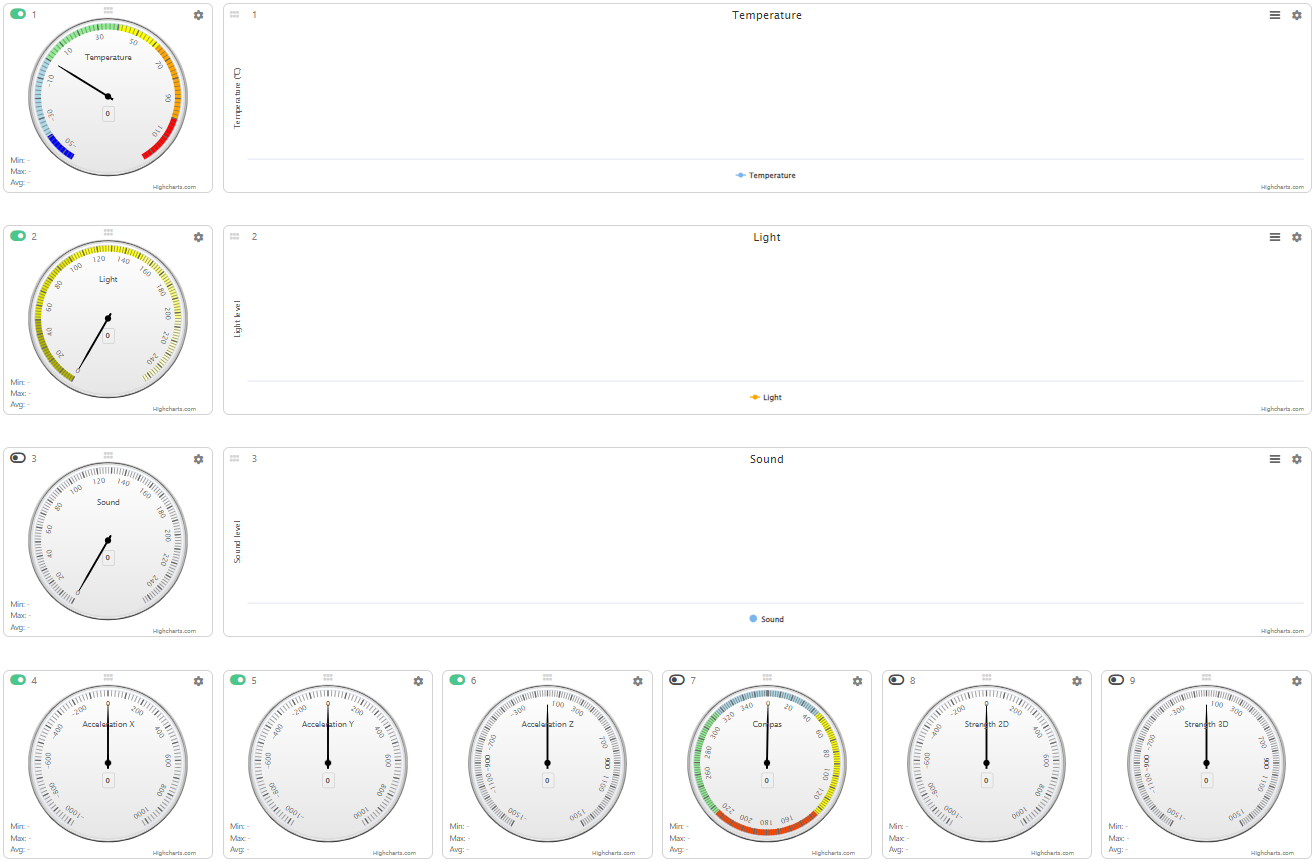 1
Temperature
-50
-30
-10
10
30
50
70
90
110
0
Min: -
Max: -
Avg: -
Highcharts.com
1
Temperature
Temperature (℃)
Temperature
Highcharts.com
2
Light
0
20
40
60
80
100
120
140
160
180
200
220
240
0
Min: -
Max: -
Avg: -
Highcharts.com
2
Light
Light level
Light
Highcharts.com
3
Sound
0
20
40
60
80
100
120
140
160
180
200
220
240
0
Min: -
Max: -
Avg: -
Highcharts.com
3
Sound
Sound level
Sound
Highcharts.com
4
Acceleration X
-1000
-800
-600
-400
-200
0
200
400
600
800
1000
0
Min: -
Max: -
Avg: -
Highcharts.com
5
Acceleration Y
-1000
-800
-600
-400
-200
0
200
400
600
800
1000
0
Min: -
Max: -
Avg: -
Highcharts.com
6
Acceleration Z
-1500
-1100
-900
-700
-300
100
300
700
900
1100
1500
0
Min: -
Max: -
Avg: -
Highcharts.com
7
Compas
0
20
40
60
80
100
120
160
180
200
220
260
280
300
320
340
0
Min: -
Max: -
Avg: -
Highcharts.com
8
Strength 2D
-1000
-800
-600
-400
-200
0
200
400
600
800
1000
0
Min: -
Max: -
Avg: -
Highcharts.com
9
Strength 3D
-1500
-1100
-900
-700
-300
100
300
700
900
1100
1500
0
Min: -
Max: -
Avg: -
Highcharts.com